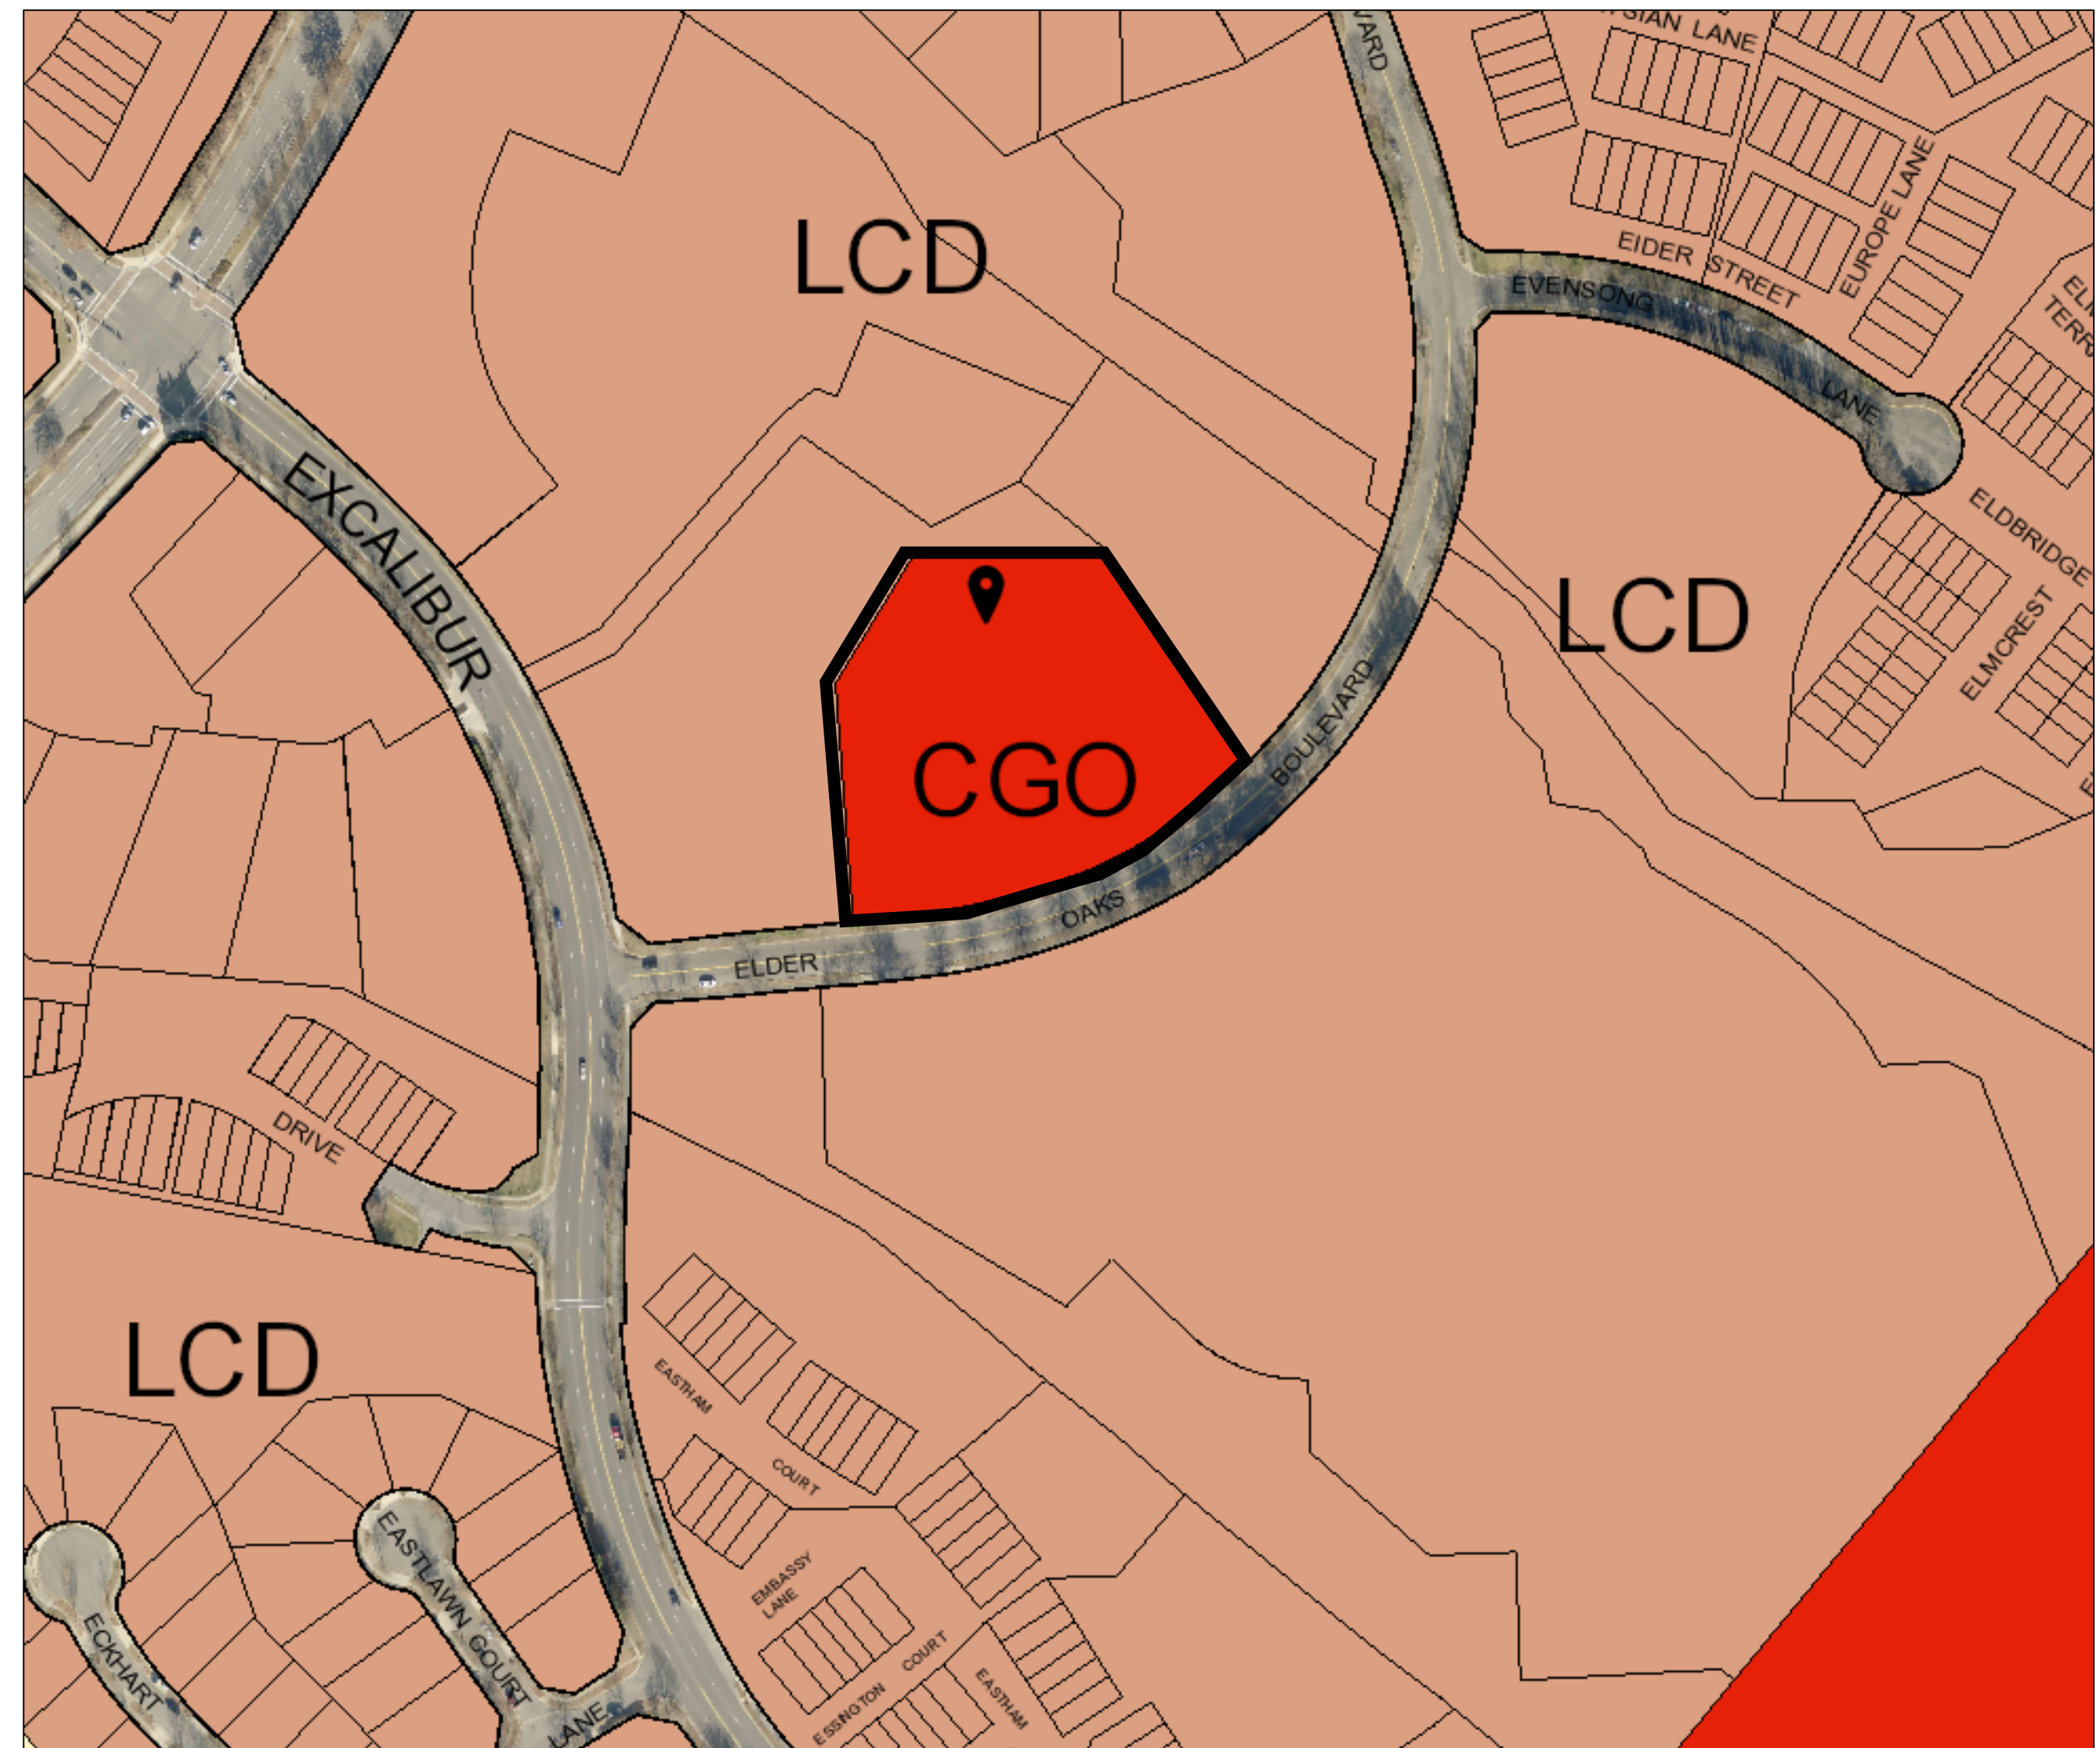 LANE
EIDER STREET
EUROPE LANE
EVENSONG LANE
LCD
EXCALIBUR
ELDBRIDGE
ELMCREST
LCD
CGO
ELDER OAKS BOULEVARD
DRIVE
LCD
EASTHAM COURT
EMBASSY
LANE
EASTLAWN COURT
ECKHART
LANE
ESSINGTON COURT
EASTHAM